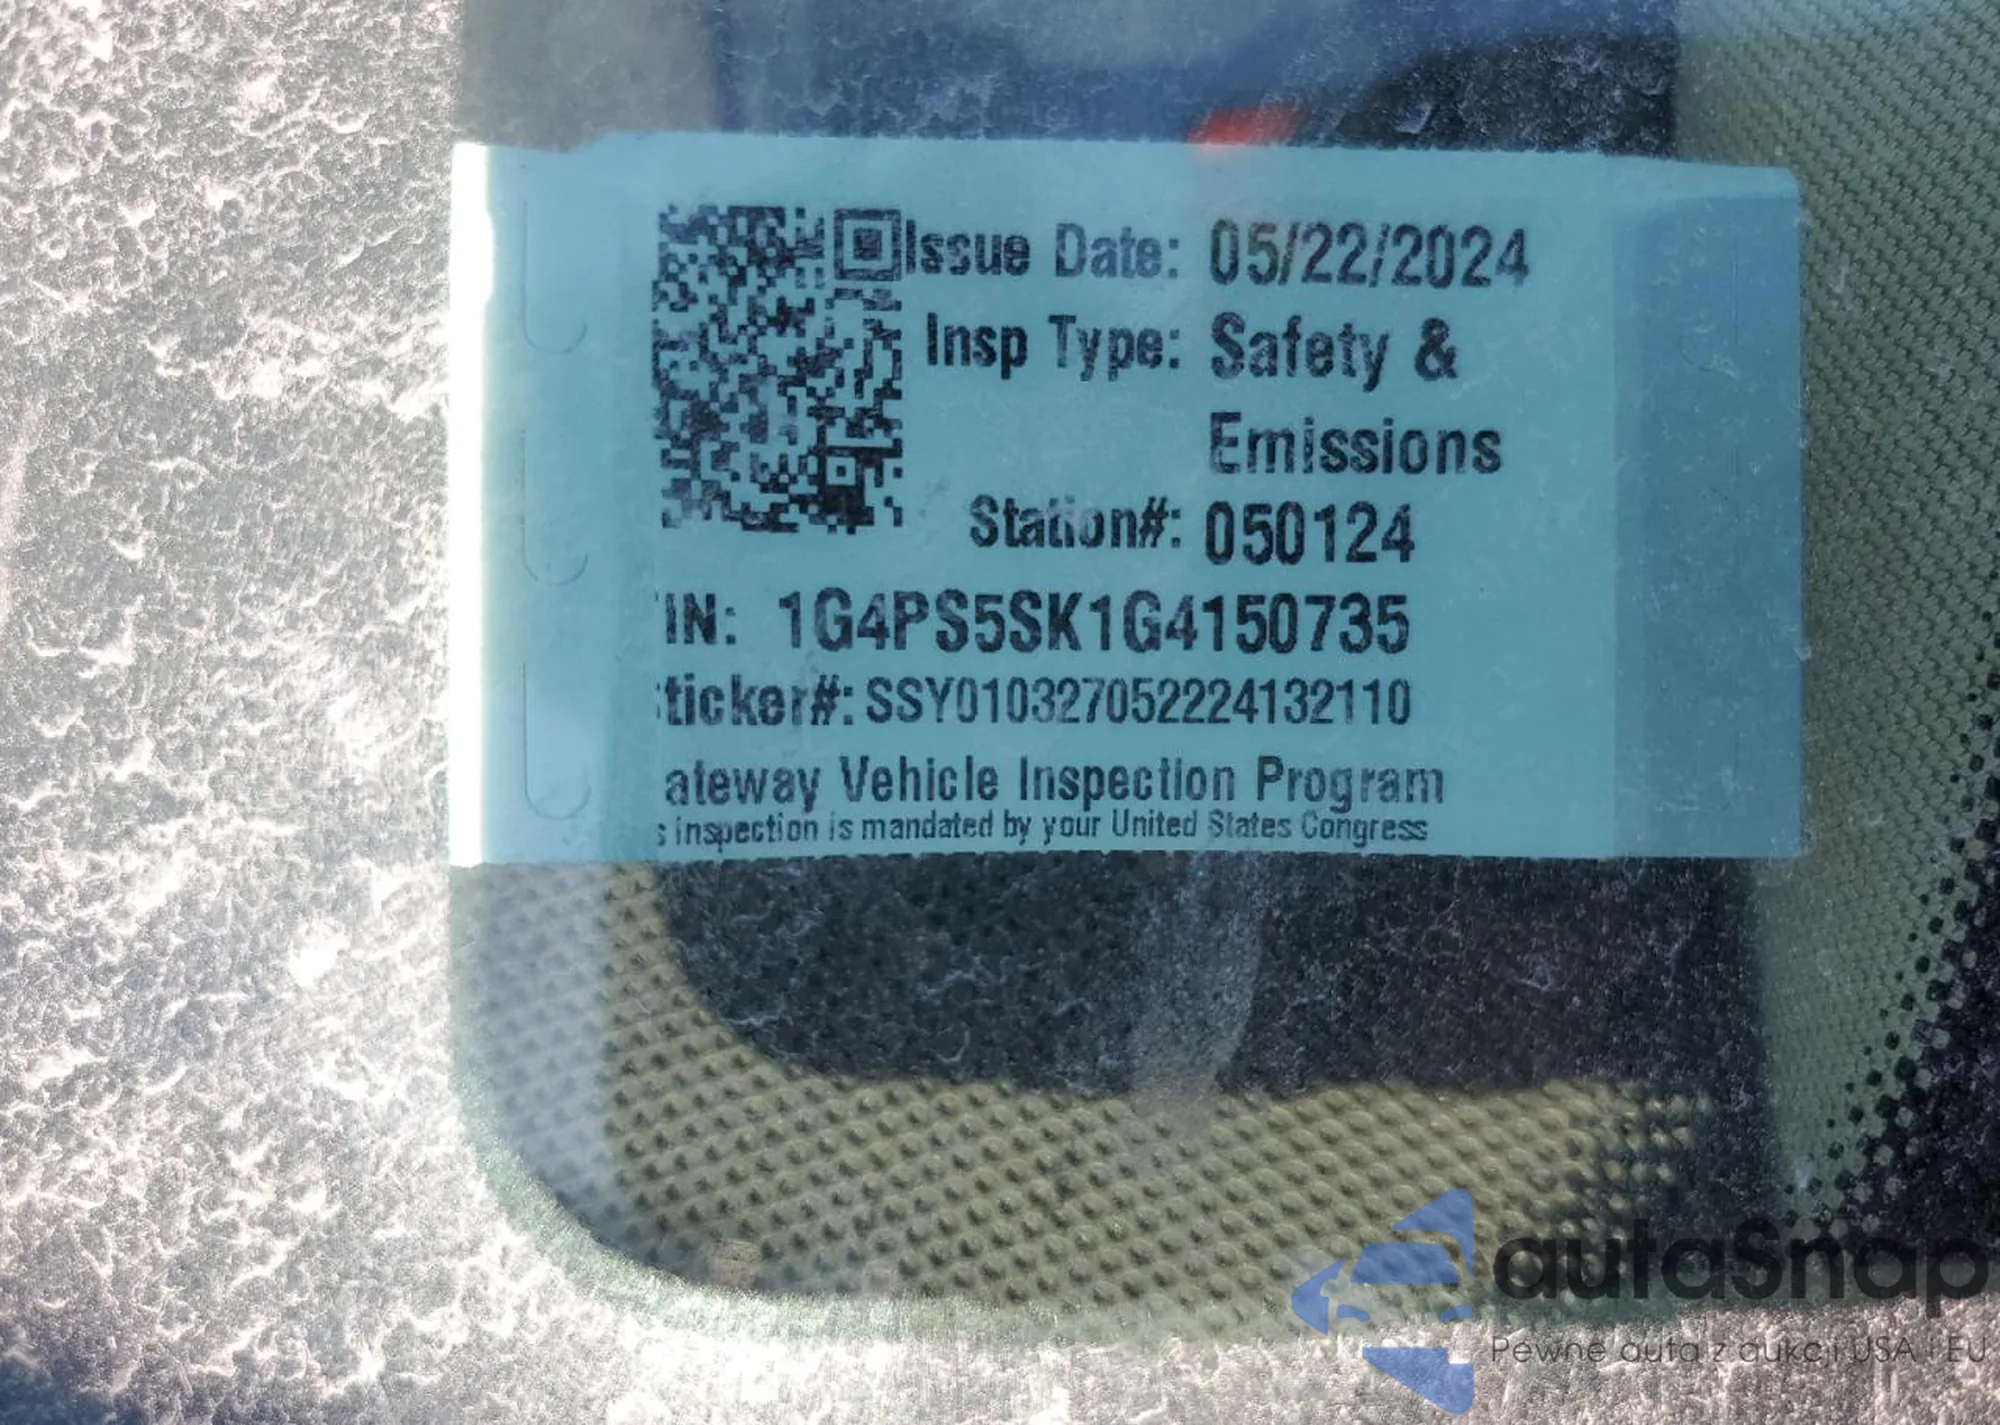 Issue Date: 05/22/2024
Insp Type: Safety &
Emissions
Station#: 050124
IN: 1G4PS5SK1G4150735
ticker#: SSY010327052224132110
ateway Vehicle Inspection Program
s inspection is mandated by your United States Congress
autaSnap
Pewne auta z aukcji USA i EU